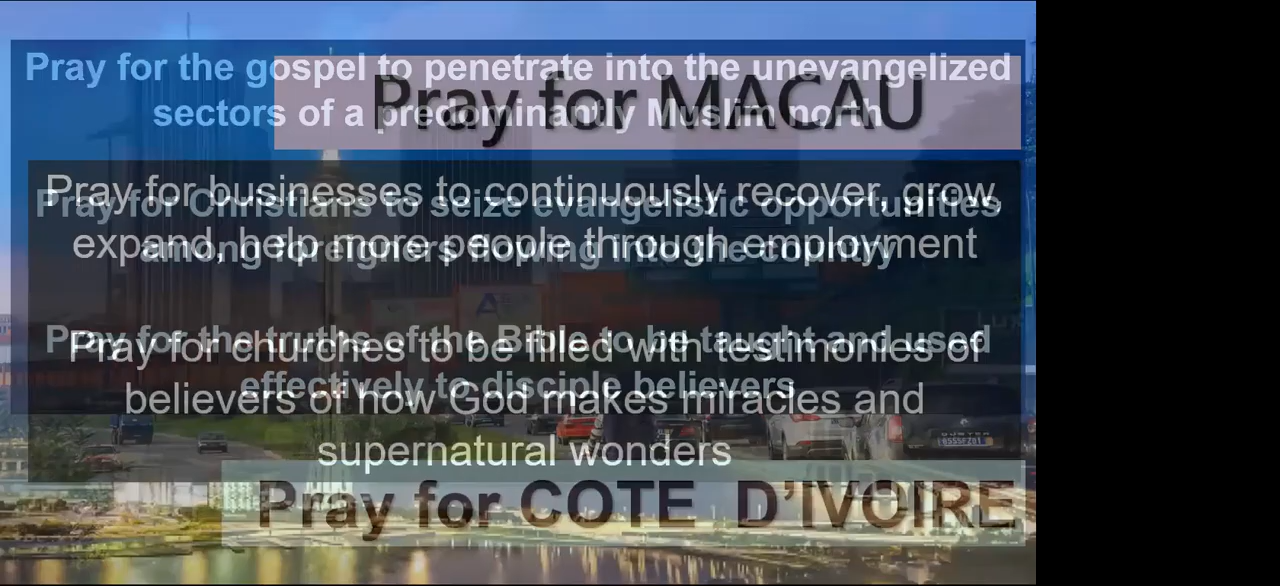 Pray for the gospel to penetrate into the unevangelized
sectors of a predominantly Muslim north
Pray for MACAU
Pray for businesses to continuously recover, grow,
expand, help more people through employment
Pray for Christians to seize evangelistic opportunities
among foreigners flowing into the country
Pray for the truths of the Bible to be taught and used
effectively to disciple believers
Pray for churches to be filled with testimonies of
believers of how God makes miracles and
supernatural wonders
Pray for COTE D’IVOIRE